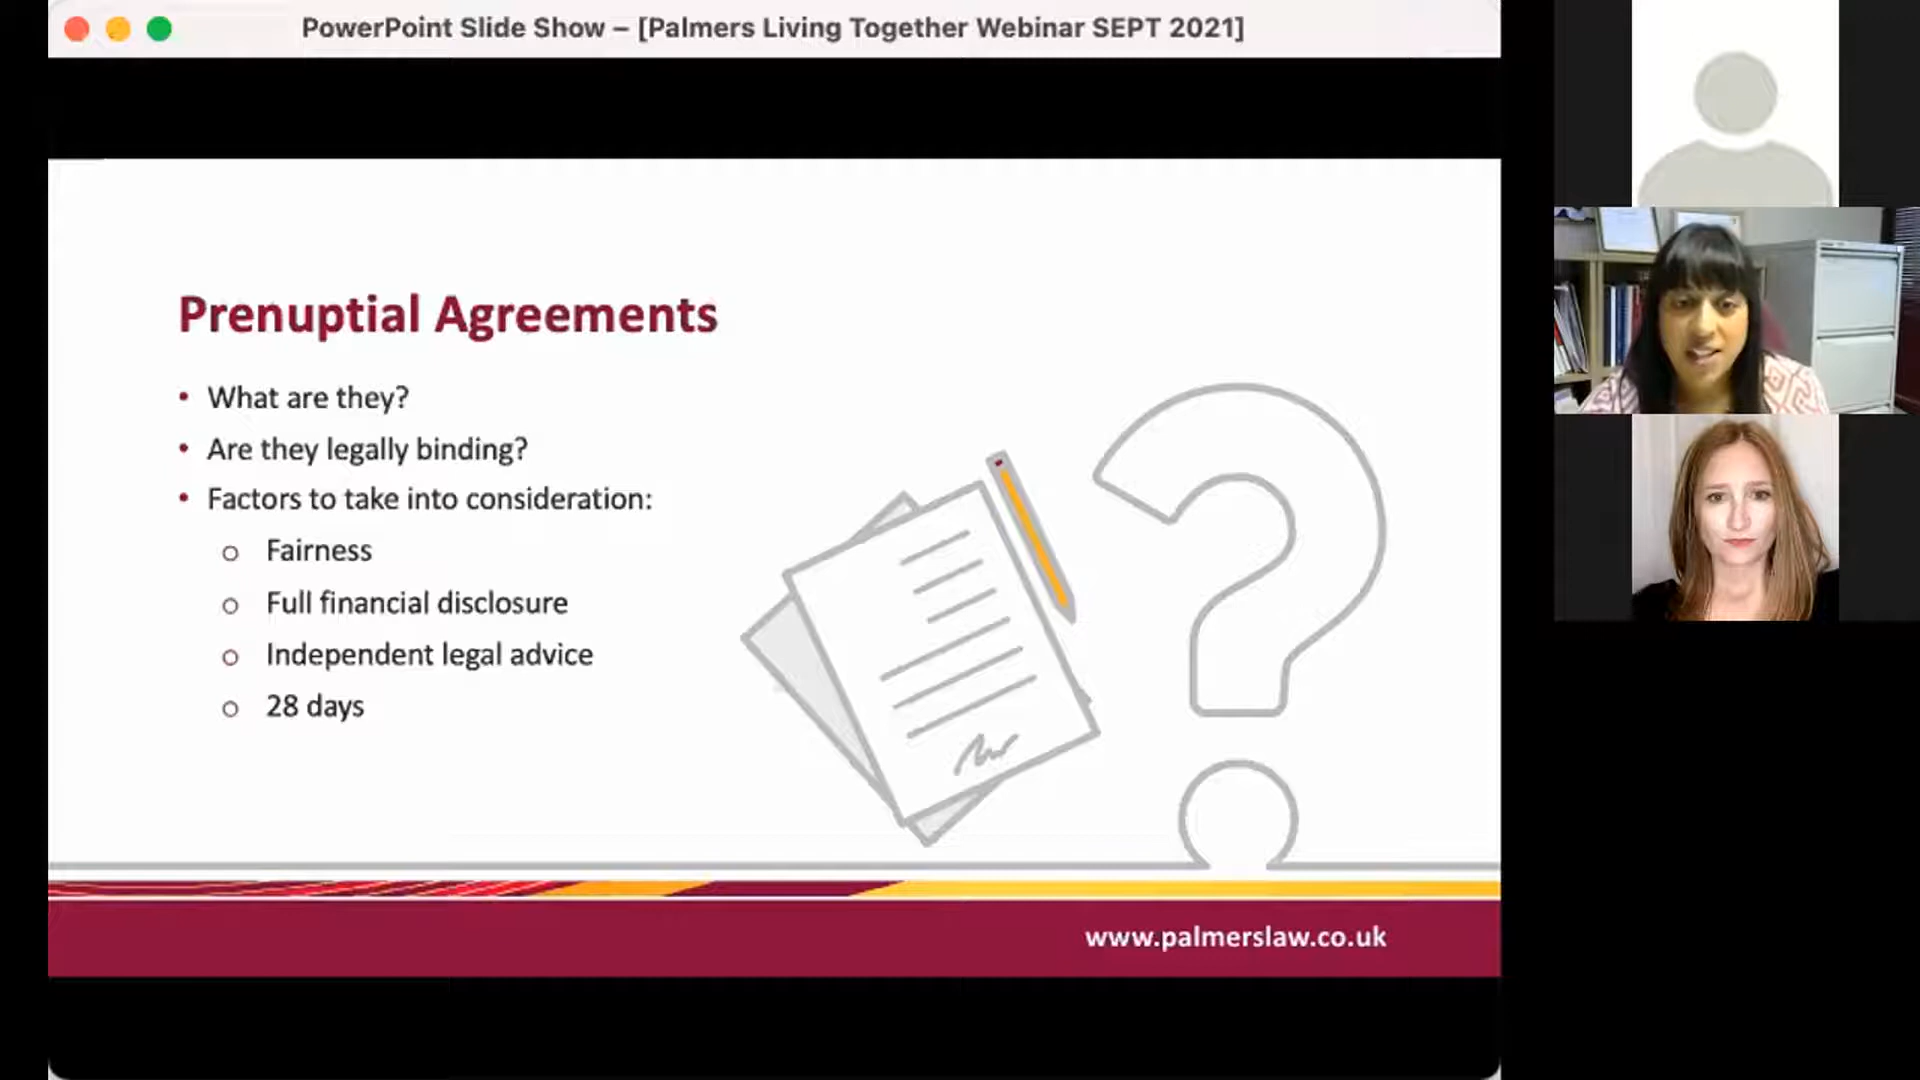 PowerPoint Slide Show – [Palmers Living Together Webinar SEPT 2021]
Prenuptial Agreements
• What are they?
• Are they legally binding?
• Factors to take into consideration:
o Fairness
o Full financial disclosure
o Independent legal advice
o 28 days
www.palmerslaw.co.uk